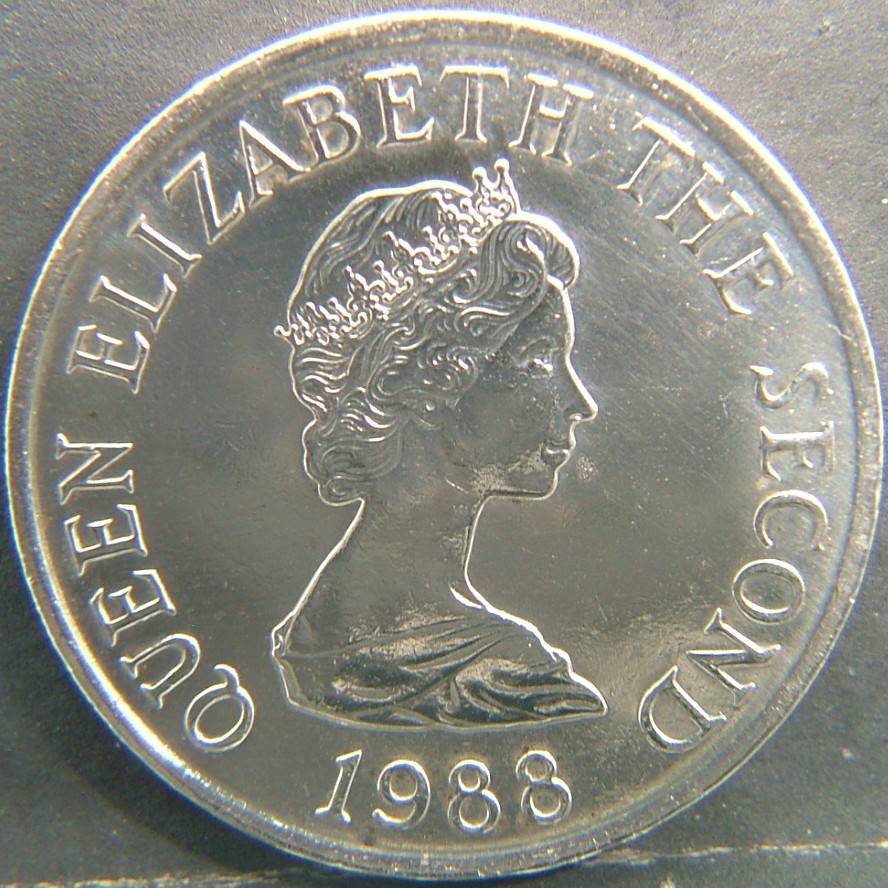 QUEEN ELIZABETH THE SECOND
1988